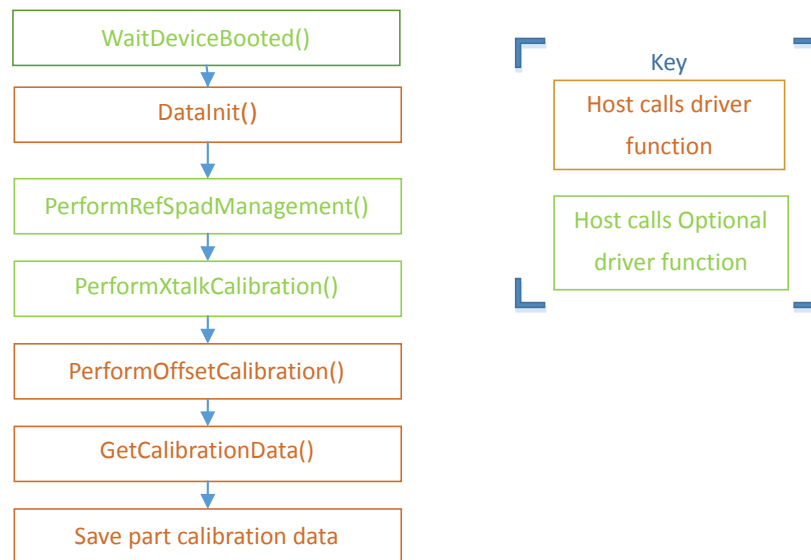 WaitDeviceBooted()
DataInit()
PerformRefSpadManagement()
PerformXtalkCalibration()
PerformOffsetCalibration()
GetCalibrationData()
Save part calibration data
Key
Host calls driver
function
Host calls Optional
driver function